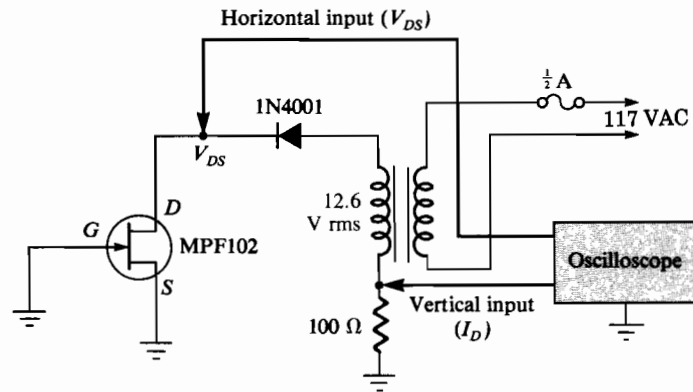 Horizontal input (V_DS)
½ A
1N4001
117 VAC
V_DS
D
12.6
V rms
G
MPF102
S
Oscilloscope
Vertical input
(I_D)
100 Ω